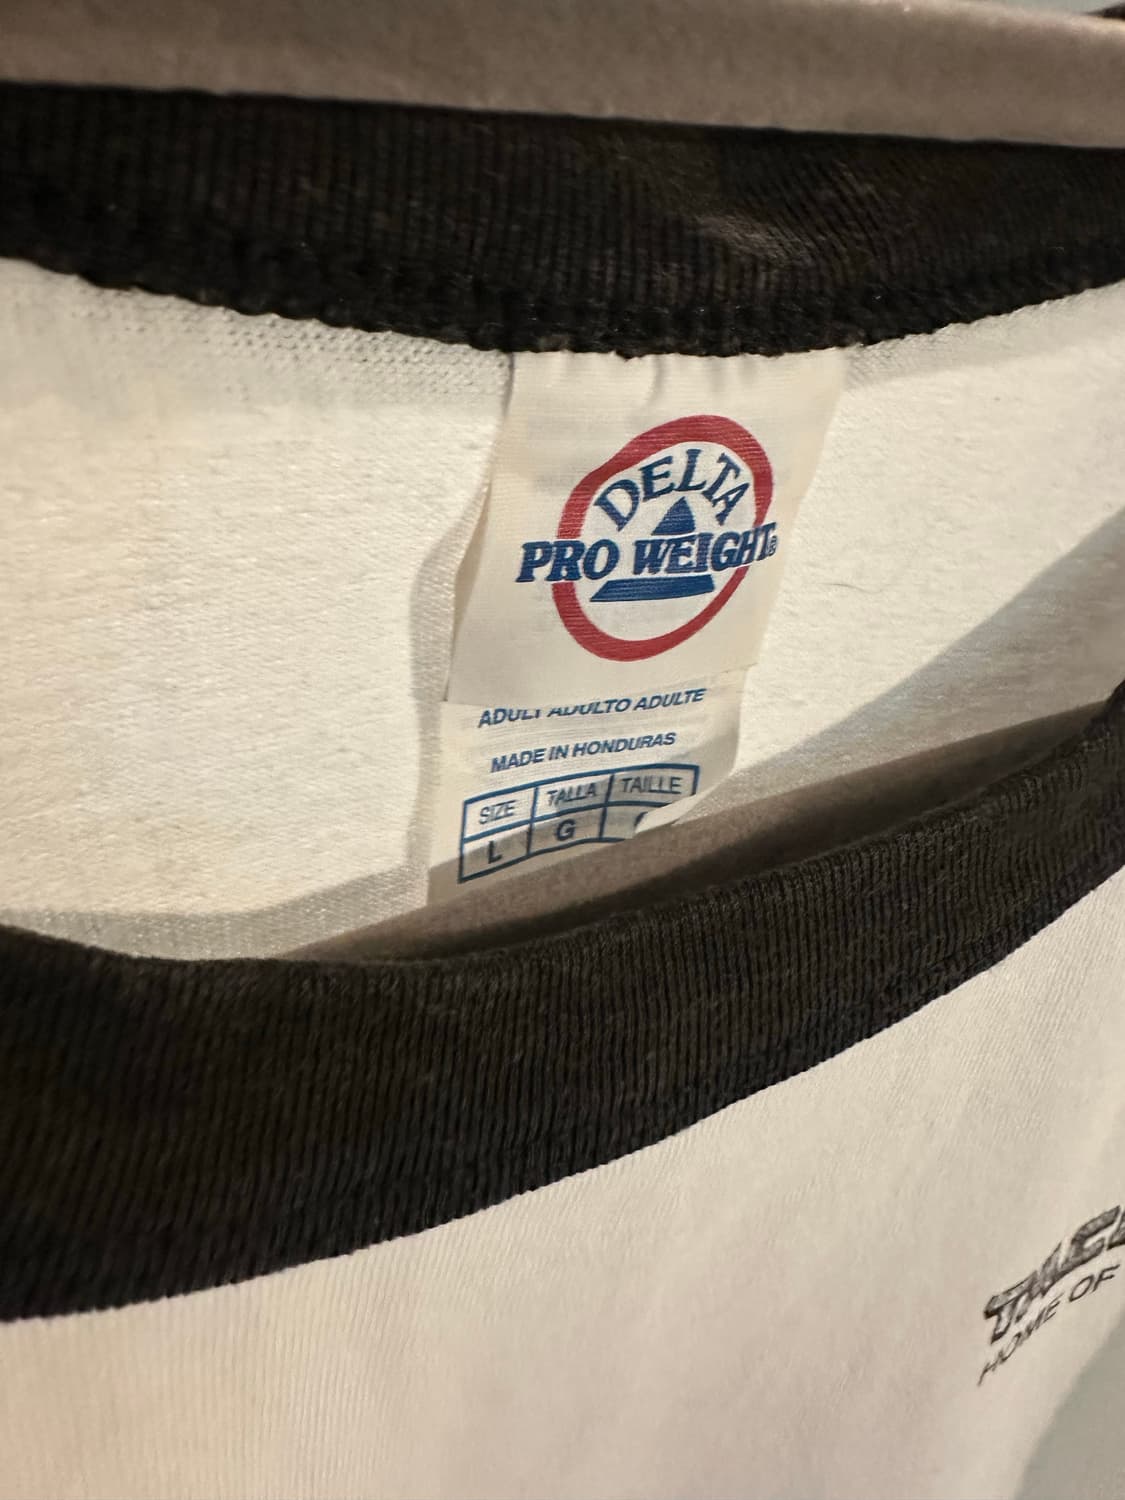 DELTA
PRO WEIGHT®
ADULT ADULTO ADULTE
MADE IN HONDURAS
SIZE TALLA TAILLE
L G
HOME OF